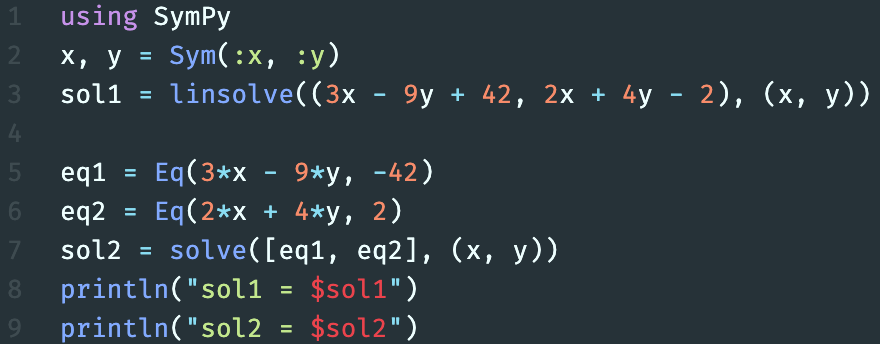 1 using SymPy
2 x, y = Sym(:x, :y)
3 sol1 = linsolve((3x - 9y + 42, 2x + 4y - 2), (x, y))
4
5 eq1 = Eq(3*x - 9*y, -42)
6 eq2 = Eq(2*x + 4*y, 2)
7 sol2 = solve([eq1, eq2], (x, y))
8 println("sol1 = $sol1")
9 println("sol2 = $sol2")